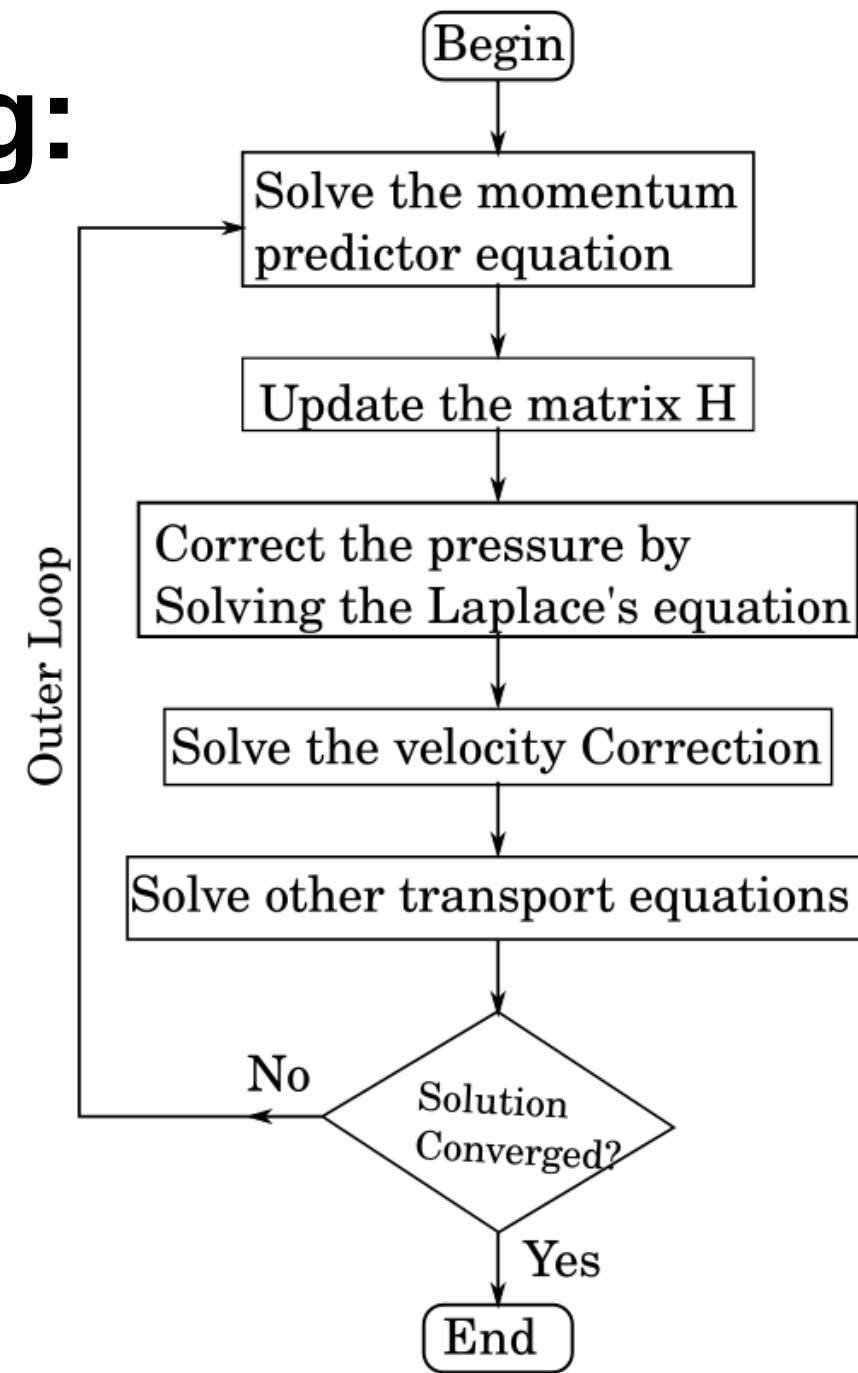 g:
Begin
Solve the momentum
predictor equation
Update the matrix H
Correct the pressure by
Solving the Laplace's equation
Outer Loop
Solve the velocity Correction
Solve other transport equations
No
Solution
Converged?
Yes
End